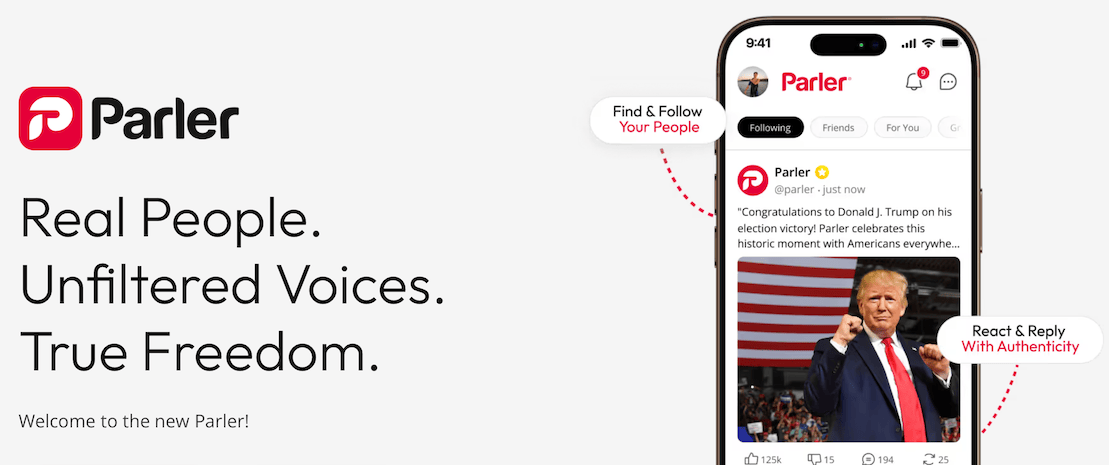 Parler
Real People.
Unfiltered Voices.
True Freedom.
Welcome to the new Parler!
Find & Follow
Your People
9:41
Parler
9
Following
Friends
For You
Parler
@parler · just now
"Congratulations to Donald J. Trump on his
election victory! Parler celebrates this
historic moment with Americans everywhe...
React & Reply
With Authenticity
125k
15
194
25